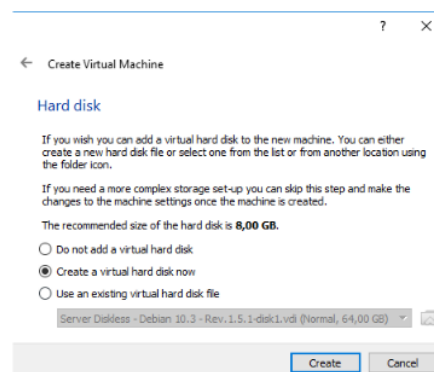 ?
Create Virtual Machine
Hard disk
If you wish you can add a virtual hard disk to the new machine. You can either
create a new hard disk file or select one from the list or from another location using
the folder icon.
If you need a more complex storage set-up you can skip this step and make the
changes to the machine settings once the machine is created.
The recommended size of the hard disk is 8,00 GB.
Do not add a virtual hard disk
Create a virtual hard disk now
Use an existing virtual hard disk file
Server Diskless - Debian 10.3 - Rev.1.5.1-disk1.vdi (Normal, 64,00 GB)
Create Cancel